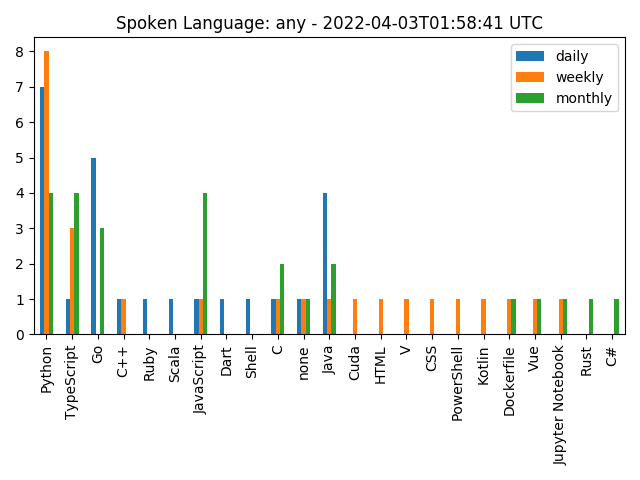 Spoken Language: any - 2022-04-03T01:58:41 UTC
daily
weekly
monthly
8
7
6
5
4
3
2
1
0
Python
TypeScript
Go
C++
Ruby
Scala
JavaScript
Dart
Shell
C
none
Java
Cuda
HTML
V
CSS
PowerShell
Kotlin
Dockerfile
Vue
Jupyter Notebook
Rust
C#